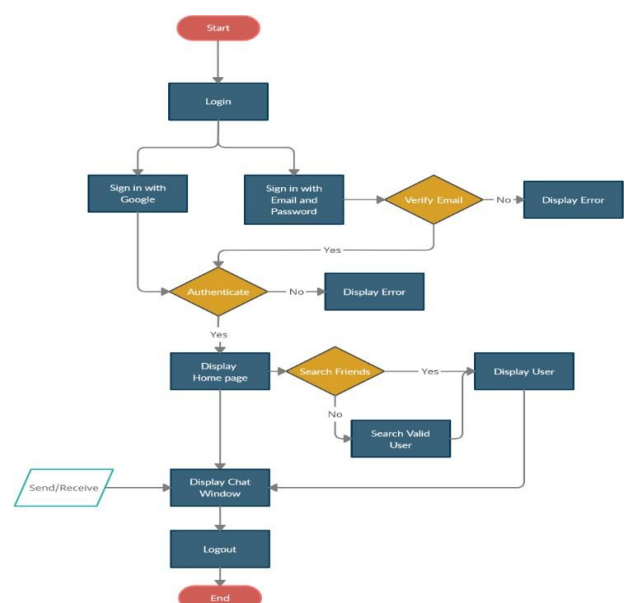 Start
Login
Sign in with
Google
Sign in with
Email and
Password
Verify Email
No
Display Error
Yes
Authenticate
No
Display Error
Yes
Display
Home page
Search Friends
Yes
Display User
No
Search Valid
User
Send/Receive
Display Chat
Window
Logout
End